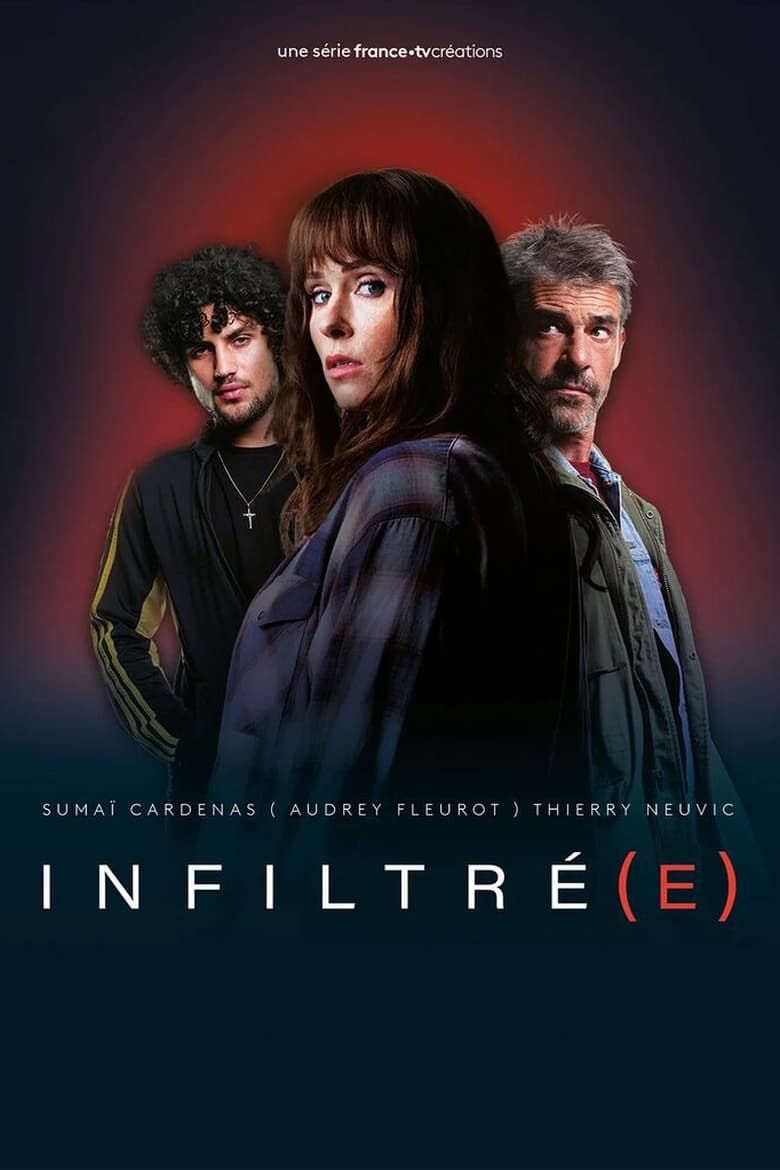 une série france•tvcréations
SUMAÏ CARDENAS ( AUDREY FLEUROT ) THIERRY NEUVIC
INFILTRÉ(E)